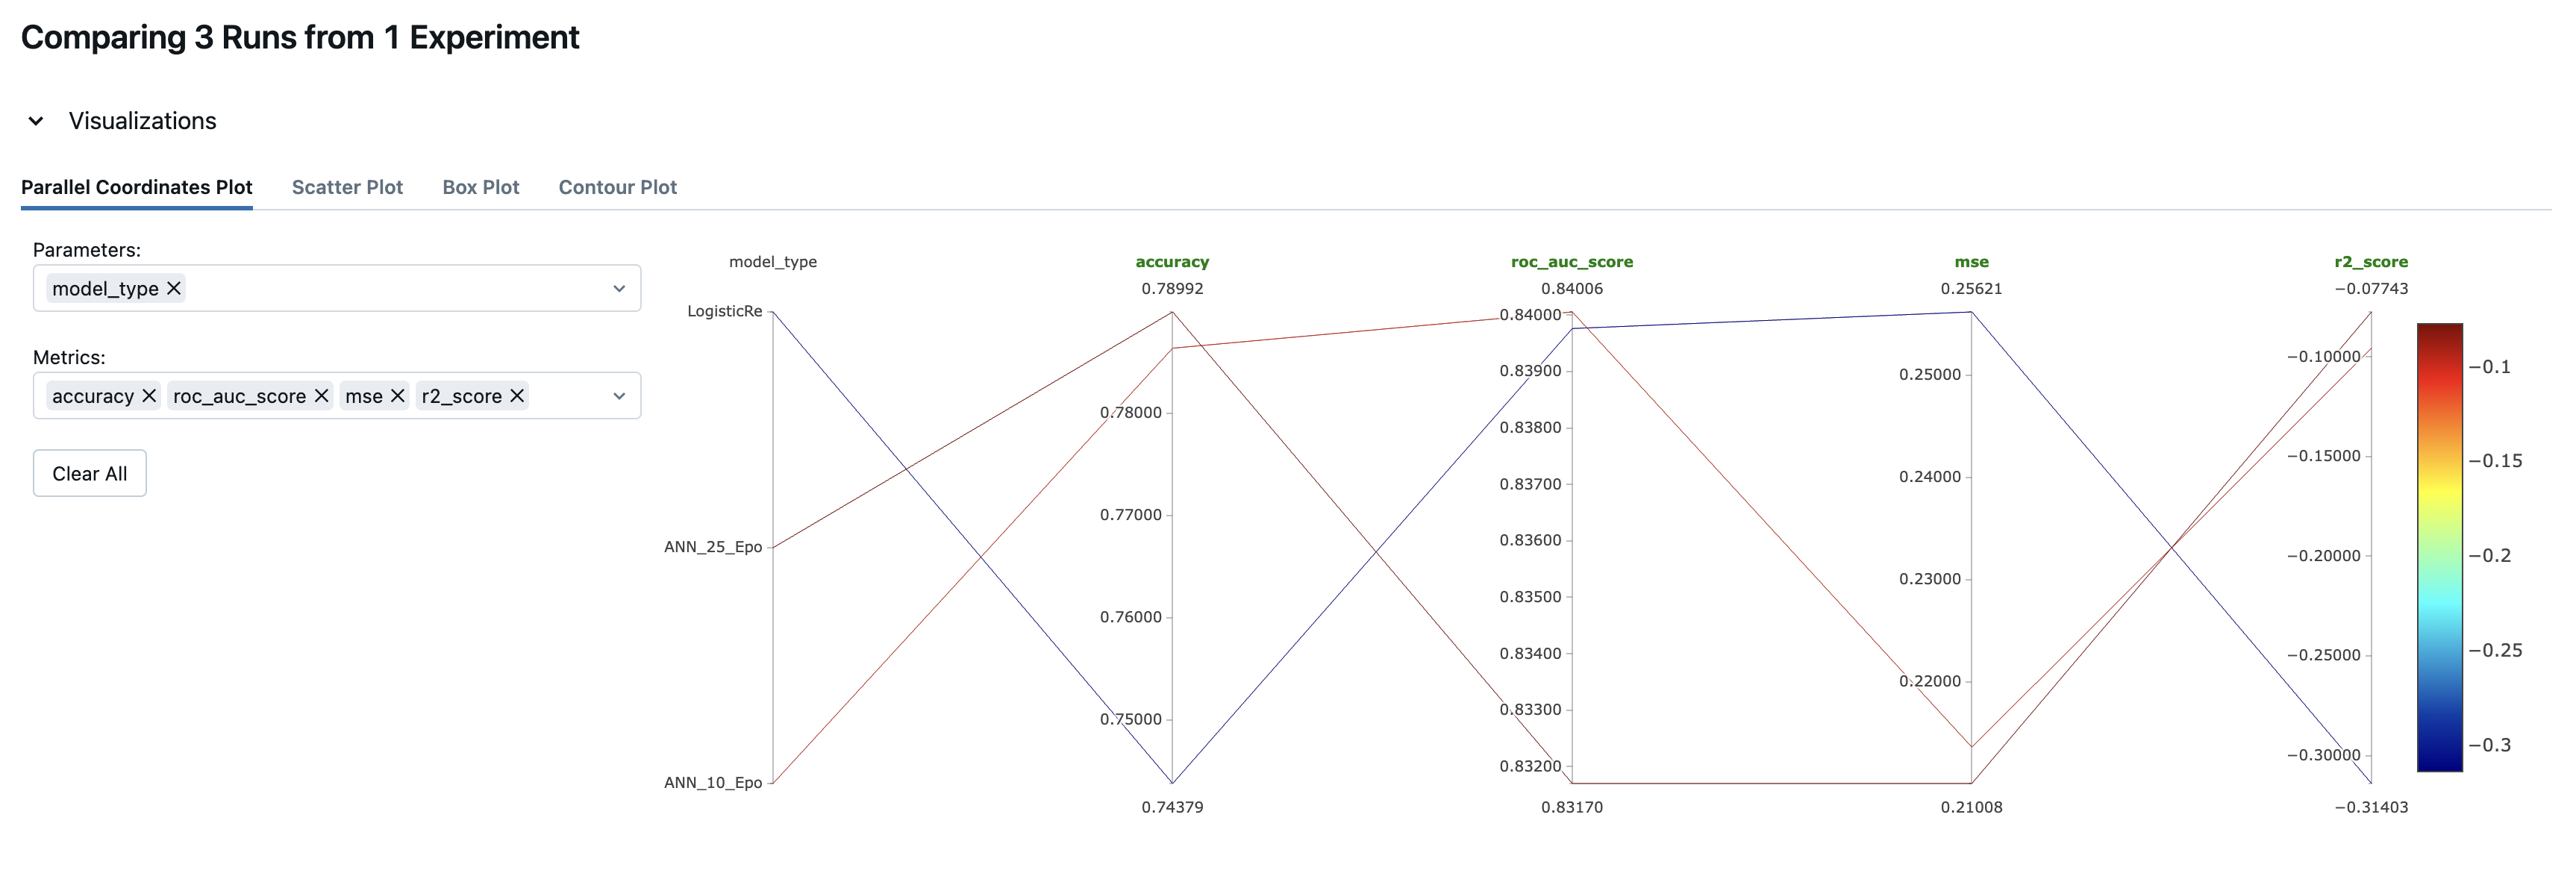 Comparing 3 Runs from 1 Experiment
Visualizations
Parallel Coordinates Plot Scatter Plot Box Plot Contour Plot
Parameters:
model_type
Metrics:
accuracy roc_auc_score mse r2_score
Clear All
model_type
LogisticRe
ANN_25_Epo
ANN_10_Epo
accuracy
0.78992
0.78000
0.77000
0.76000
0.75000
0.74379
roc_auc_score
0.84006
0.84000
0.83900
0.83800
0.83700
0.83600
0.83500
0.83400
0.83300
0.83200
0.83170
mse
0.25621
0.25000
0.24000
0.23000
0.22000
0.21008
r2_score
−0.07743
−0.10000
−0.15000
−0.20000
−0.25000
−0.30000
−0.31403
−0.1
−0.15
−0.2
−0.25
−0.3